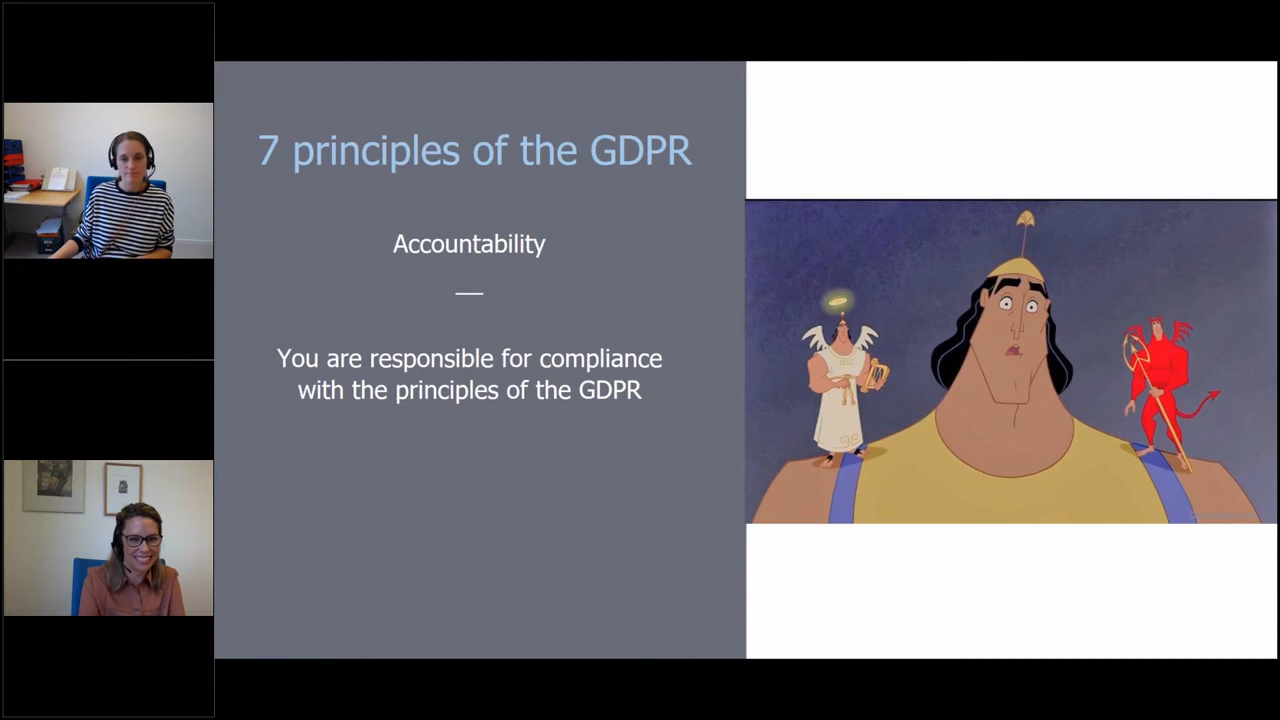 7 principles of the GDPR
Accountability
You are responsible for compliance
with the principles of the GDPR